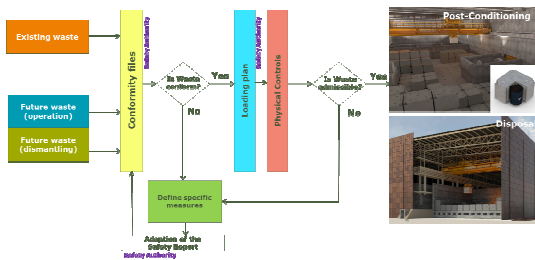 Existing waste
Future waste
(operation)
Future waste
(dismantling)
Conformity files
Safety Authority
Is Waste
conform?
Yes
No
Loading plan
Safety Authority
Physical Controls
Is Waste
admissible?
Yes
No
Post-Conditioning
Disposa
Define specific
measures
Adaption of the
Safety Report
Safety Authority